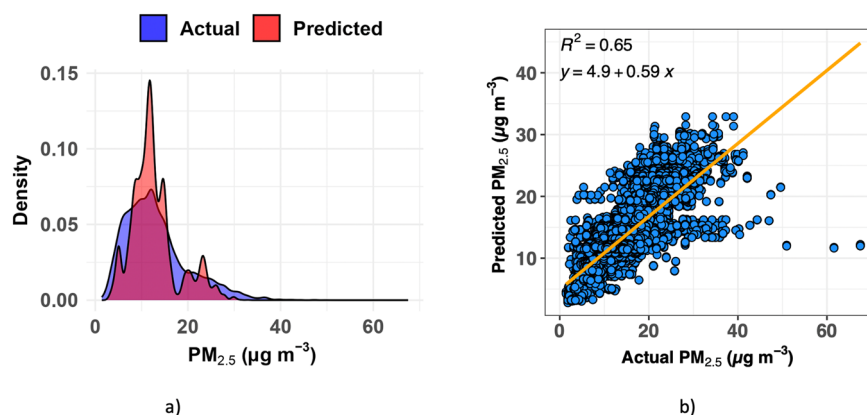 Actual Predicted
Density
0.15
0.10
0.05
0.00
0 20 40 60
PM₂.₅ (µg m⁻³)
a)
R² = 0.65
y = 4.9 + 0.59 x
Predicted PM₂.₅ (µg m⁻³)
40
30
20
10
0 20 40 60
Actual PM₂.₅ (µg m⁻³)
b)